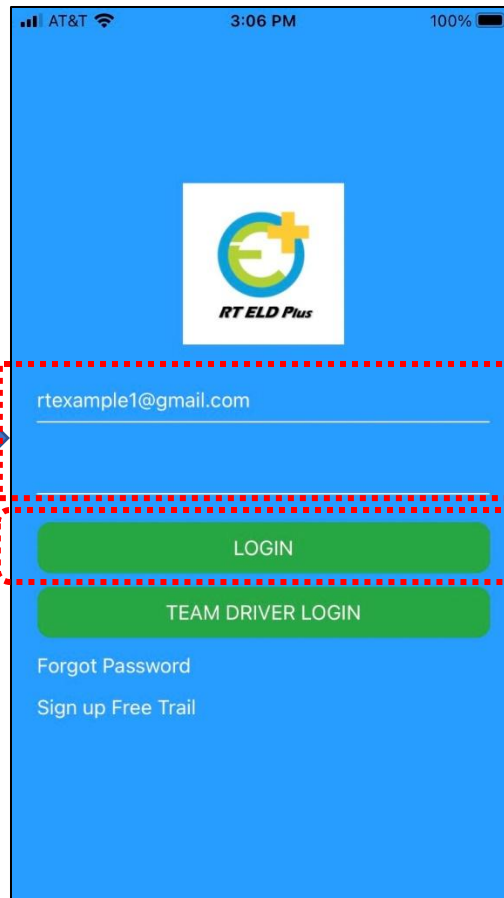 AT&T
3:06 PM
100%
RT ELD Plus
rtexample1@gmail.com
LOGIN
TEAM DRIVER LOGIN
Forgot Password
Sign up Free Trail